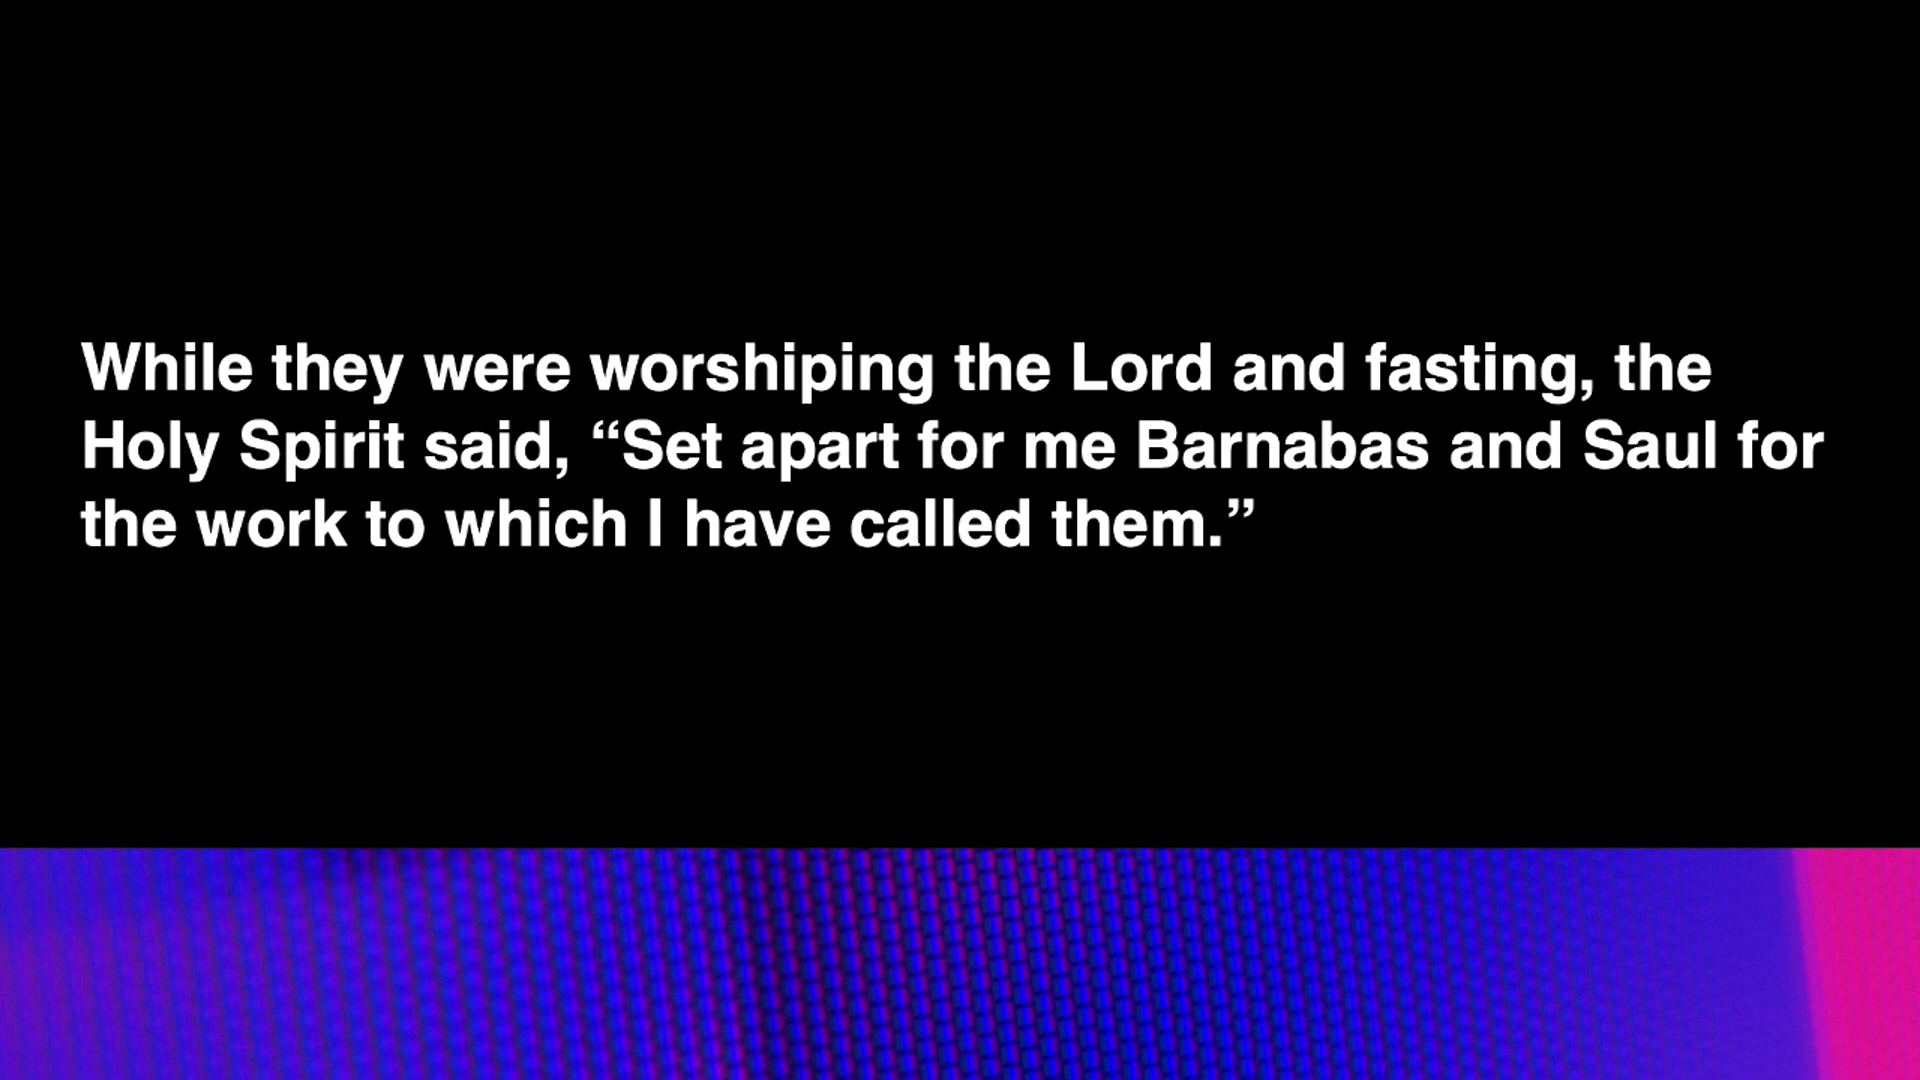 While they were worshiping the Lord and fasting, the
Holy Spirit said, “Set apart for me Barnabas and Saul for
the work to which I have called them.”